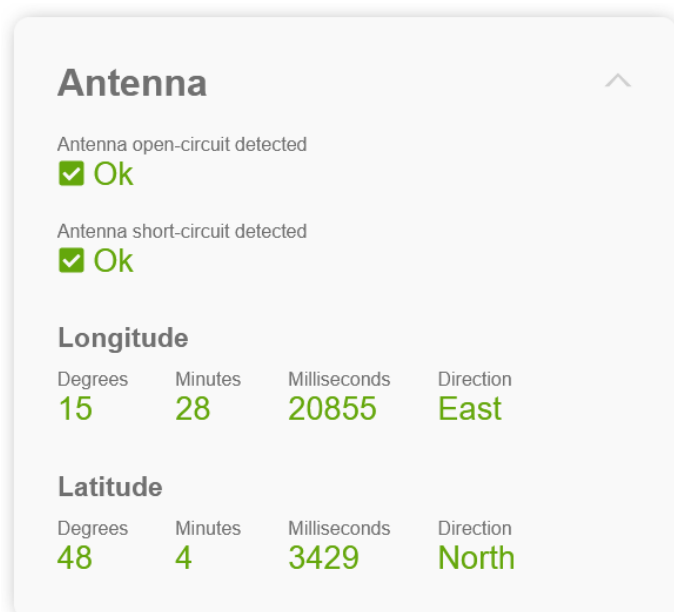 Antenna
Antenna open-circuit detected
Ok
Antenna short-circuit detected
Ok
Longitude
Degrees Minutes Milliseconds Direction
15 28 20855 East
Latitude
Degrees Minutes Milliseconds Direction
48 4 3429 North